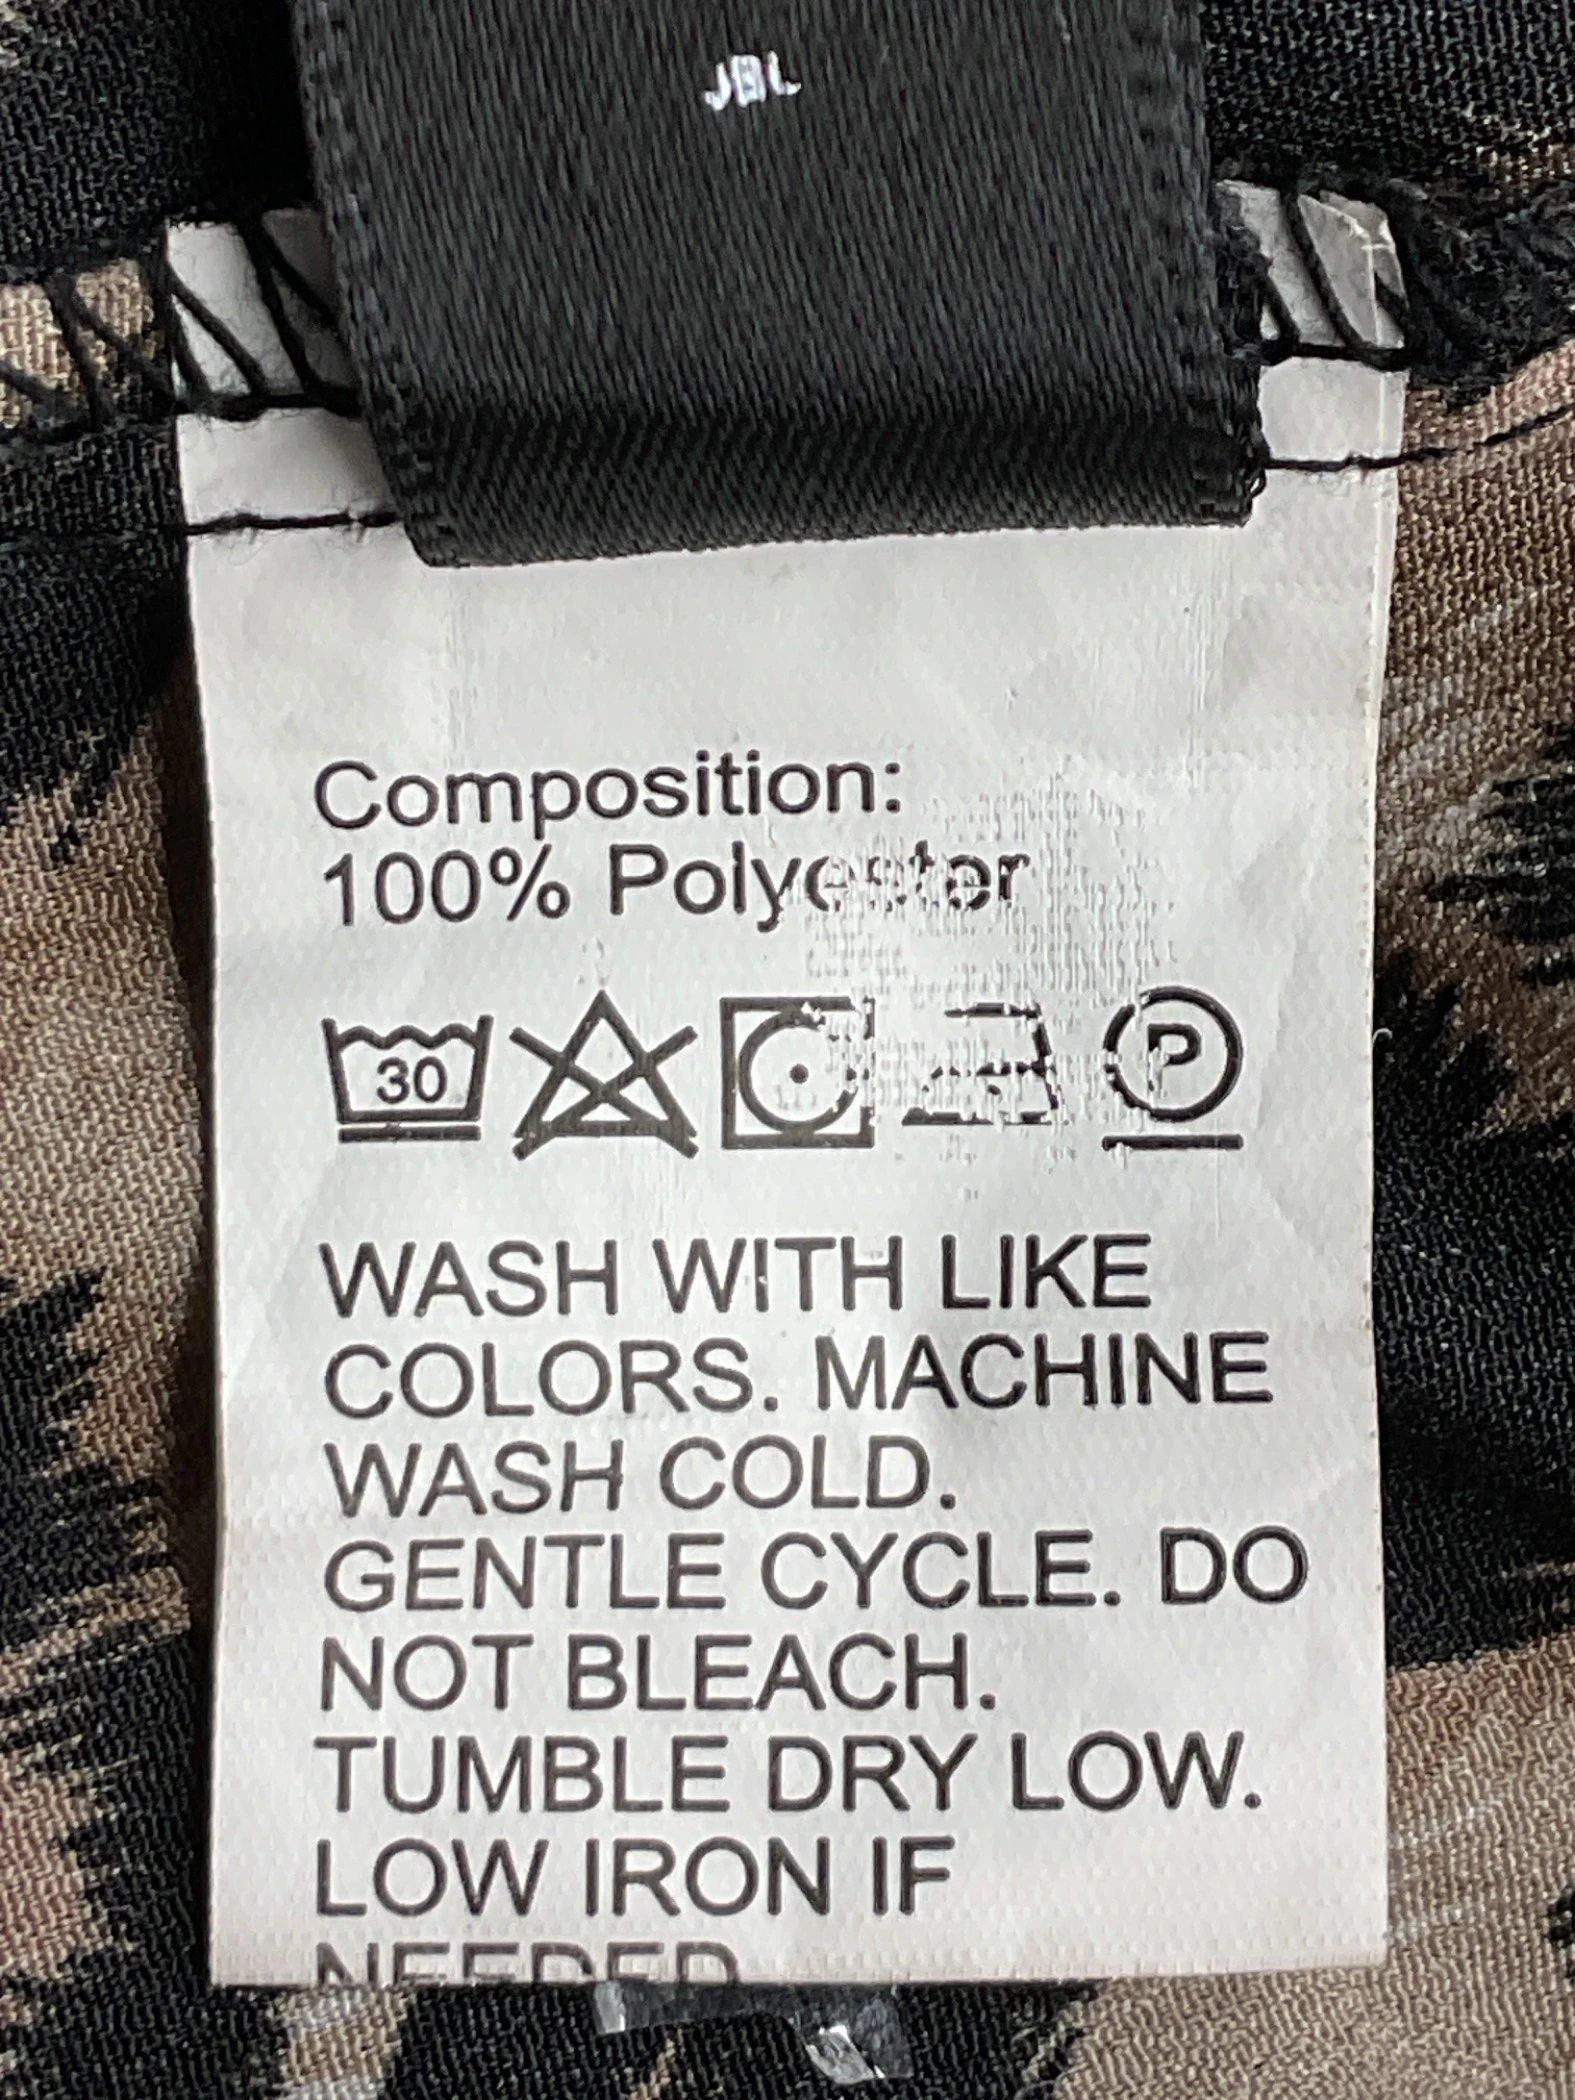 JBL
Composition:
100% Polyester
30 P
WASH WITH LIKE
COLORS. MACHINE
WASH COLD.
GENTLE CYCLE. DO
NOT BLEACH.
TUMBLE DRY LOW.
LOW IRON IF
NEEDED